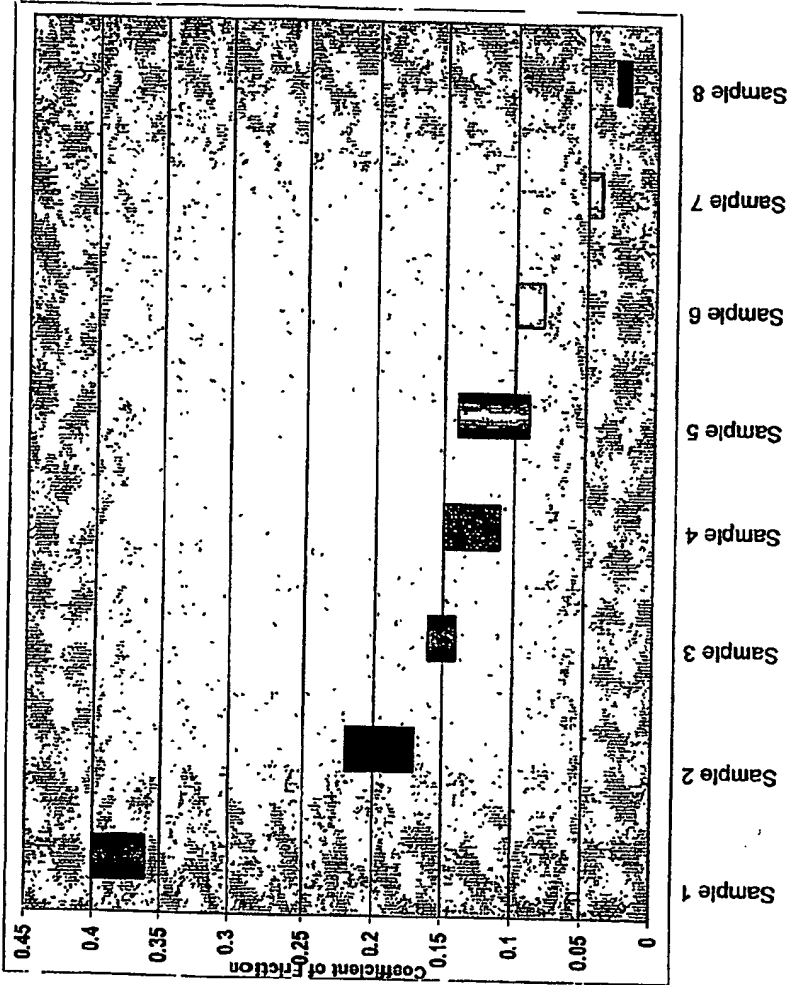 Coefficient of Friction
0.45
0.4
0.35
0.3
0.25
0.2
0.15
0.1
0.05
0
Sample 1
Sample 2
Sample 3
Sample 4
Sample 5
Sample 6
Sample 7
Sample 8